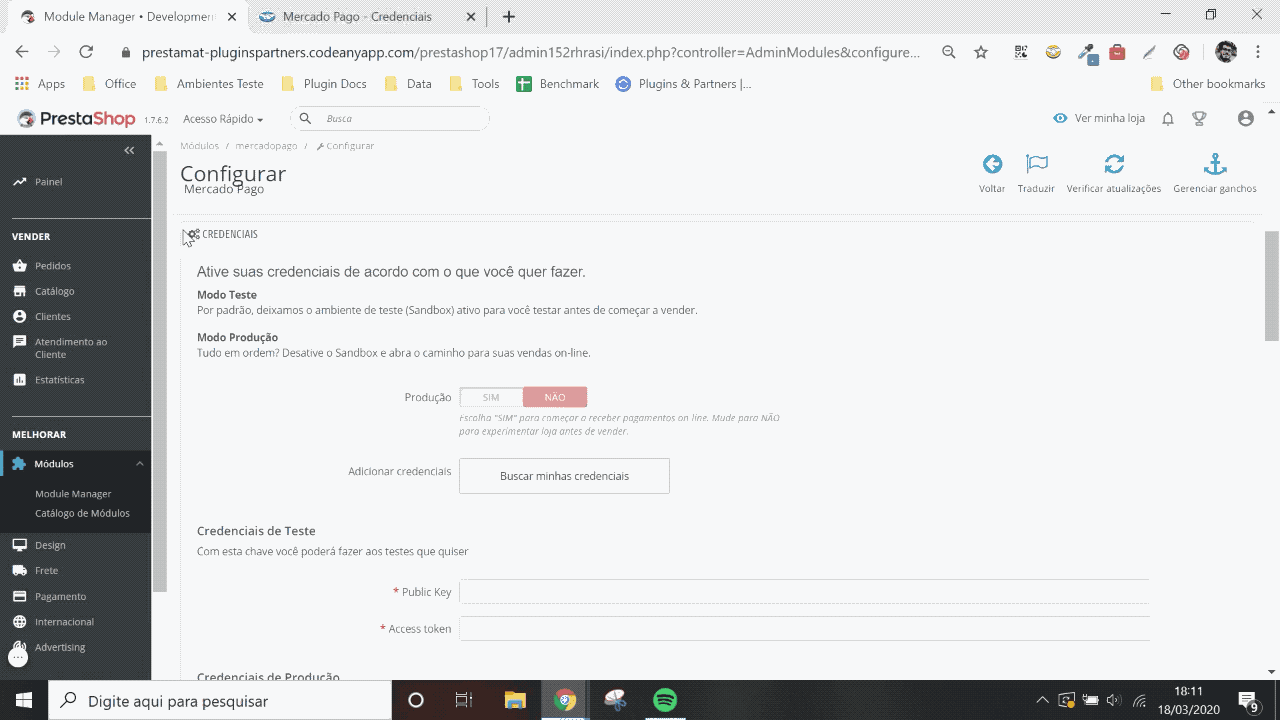 Module Manager • Development
Mercado Pago - Credenciais
prestamat-pluginspartners.codeanyapp.com/prestashop17/admin152rhrasi/index.php?controller=AdminModules&configure...
Apps
Office
Ambientes Teste
Plugin Docs
Data
Tools
Benchmark
Plugins & Partners |...
Other bookmarks
PrestaShop 1.7.6.2
Acesso Rápido
Busca
Ver minha loja
Módulos / mercadopago / Configurar
Configurar
Mercado Pago
Voltar
Traduzir
Verificar atualizações
Gerenciar ganchos
Painel
VENDER
Pedidos
Catálogo
Clientes
Atendimento ao
Cliente
Estatísticas
MELHORAR
Módulos
Module Manager
Catálogo de Módulos
Design
Frete
Pagamento
Internacional
Advertising
CREDENCIAIS
Ative suas credenciais de acordo com o que você quer fazer.
Modo Teste
Por padrão, deixamos o ambiente de teste (Sandbox) ativo para você testar antes de começar a vender.
Modo Produção
Tudo em ordem? Desative o Sandbox e abra o caminho para suas vendas on-line.
Produção SIM NÃO
Escolha "SIM" para começar a receber pagamentos on line. Mude para NÃO
para experimentar loja antes de vender.
Adicionar credenciais Buscar minhas credenciais
Credenciais de Teste
Com esta chave você poderá fazer aos testes que quiser
* Public Key
* Access token
Credenciais de Produção
Digite aqui para pesquisar
18:11
18/03/2020
9